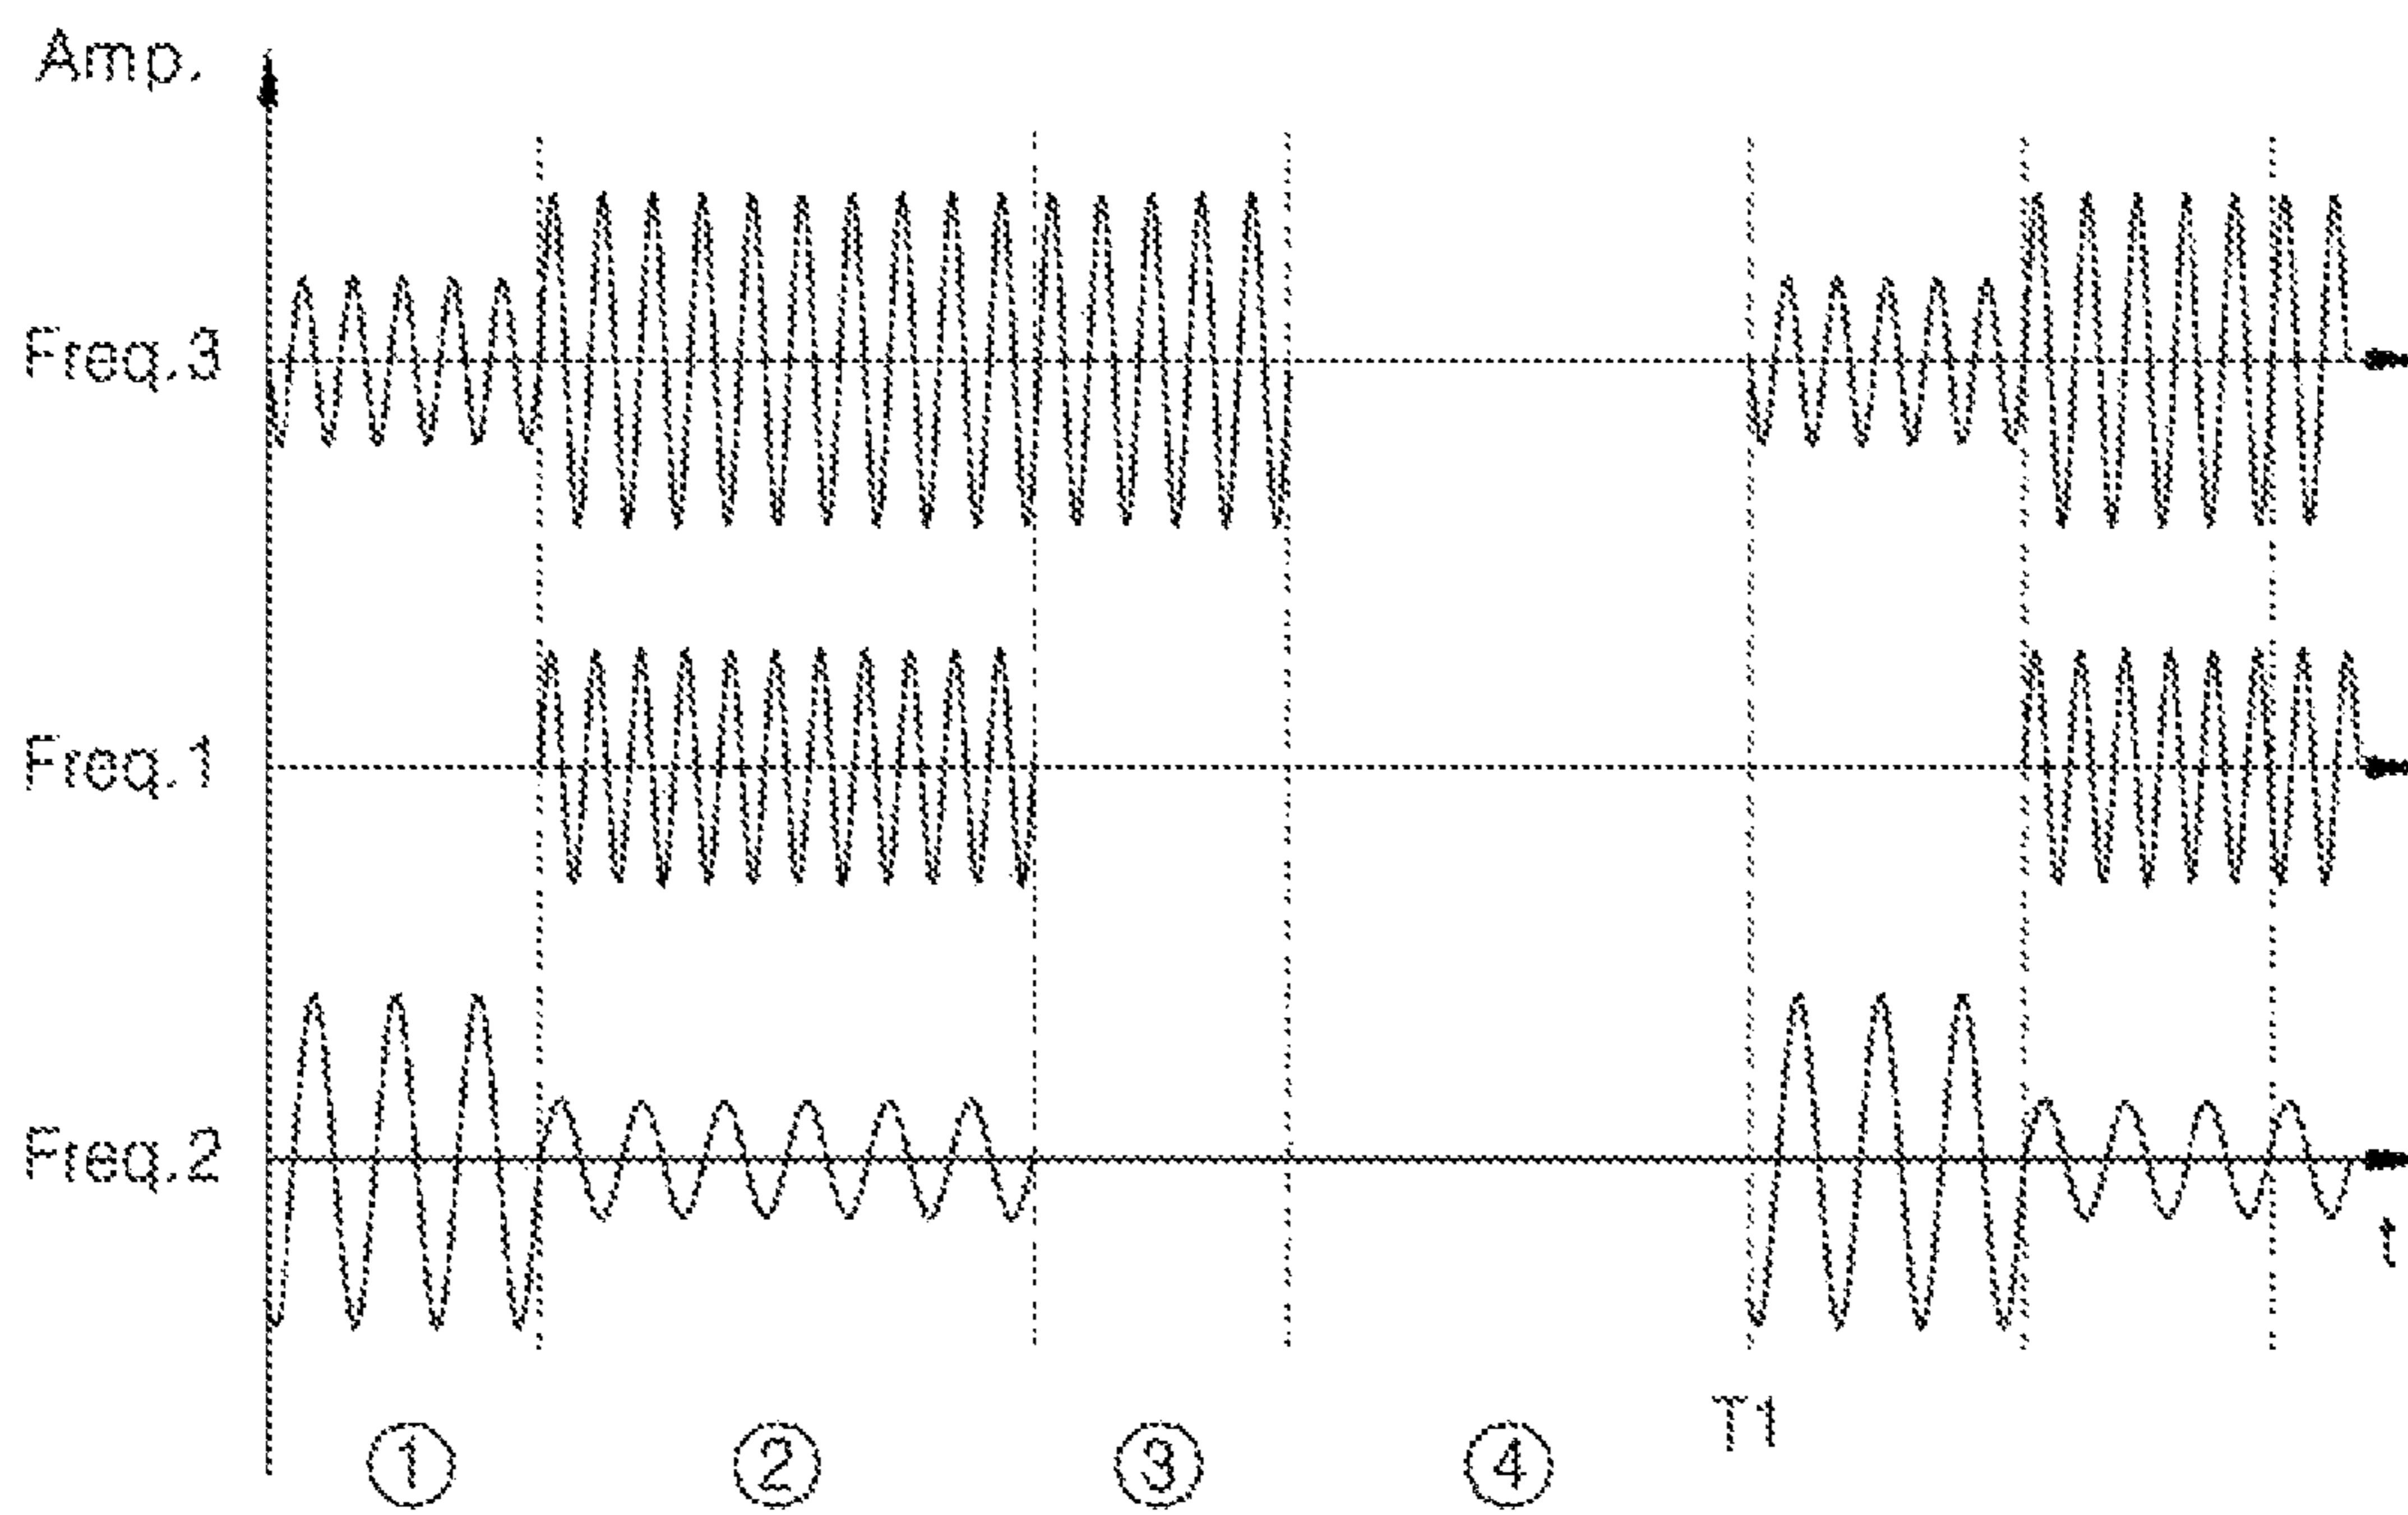 Amp.
Freq.3
Freq.1
Freq.2
t
T1
① ② ③ ④